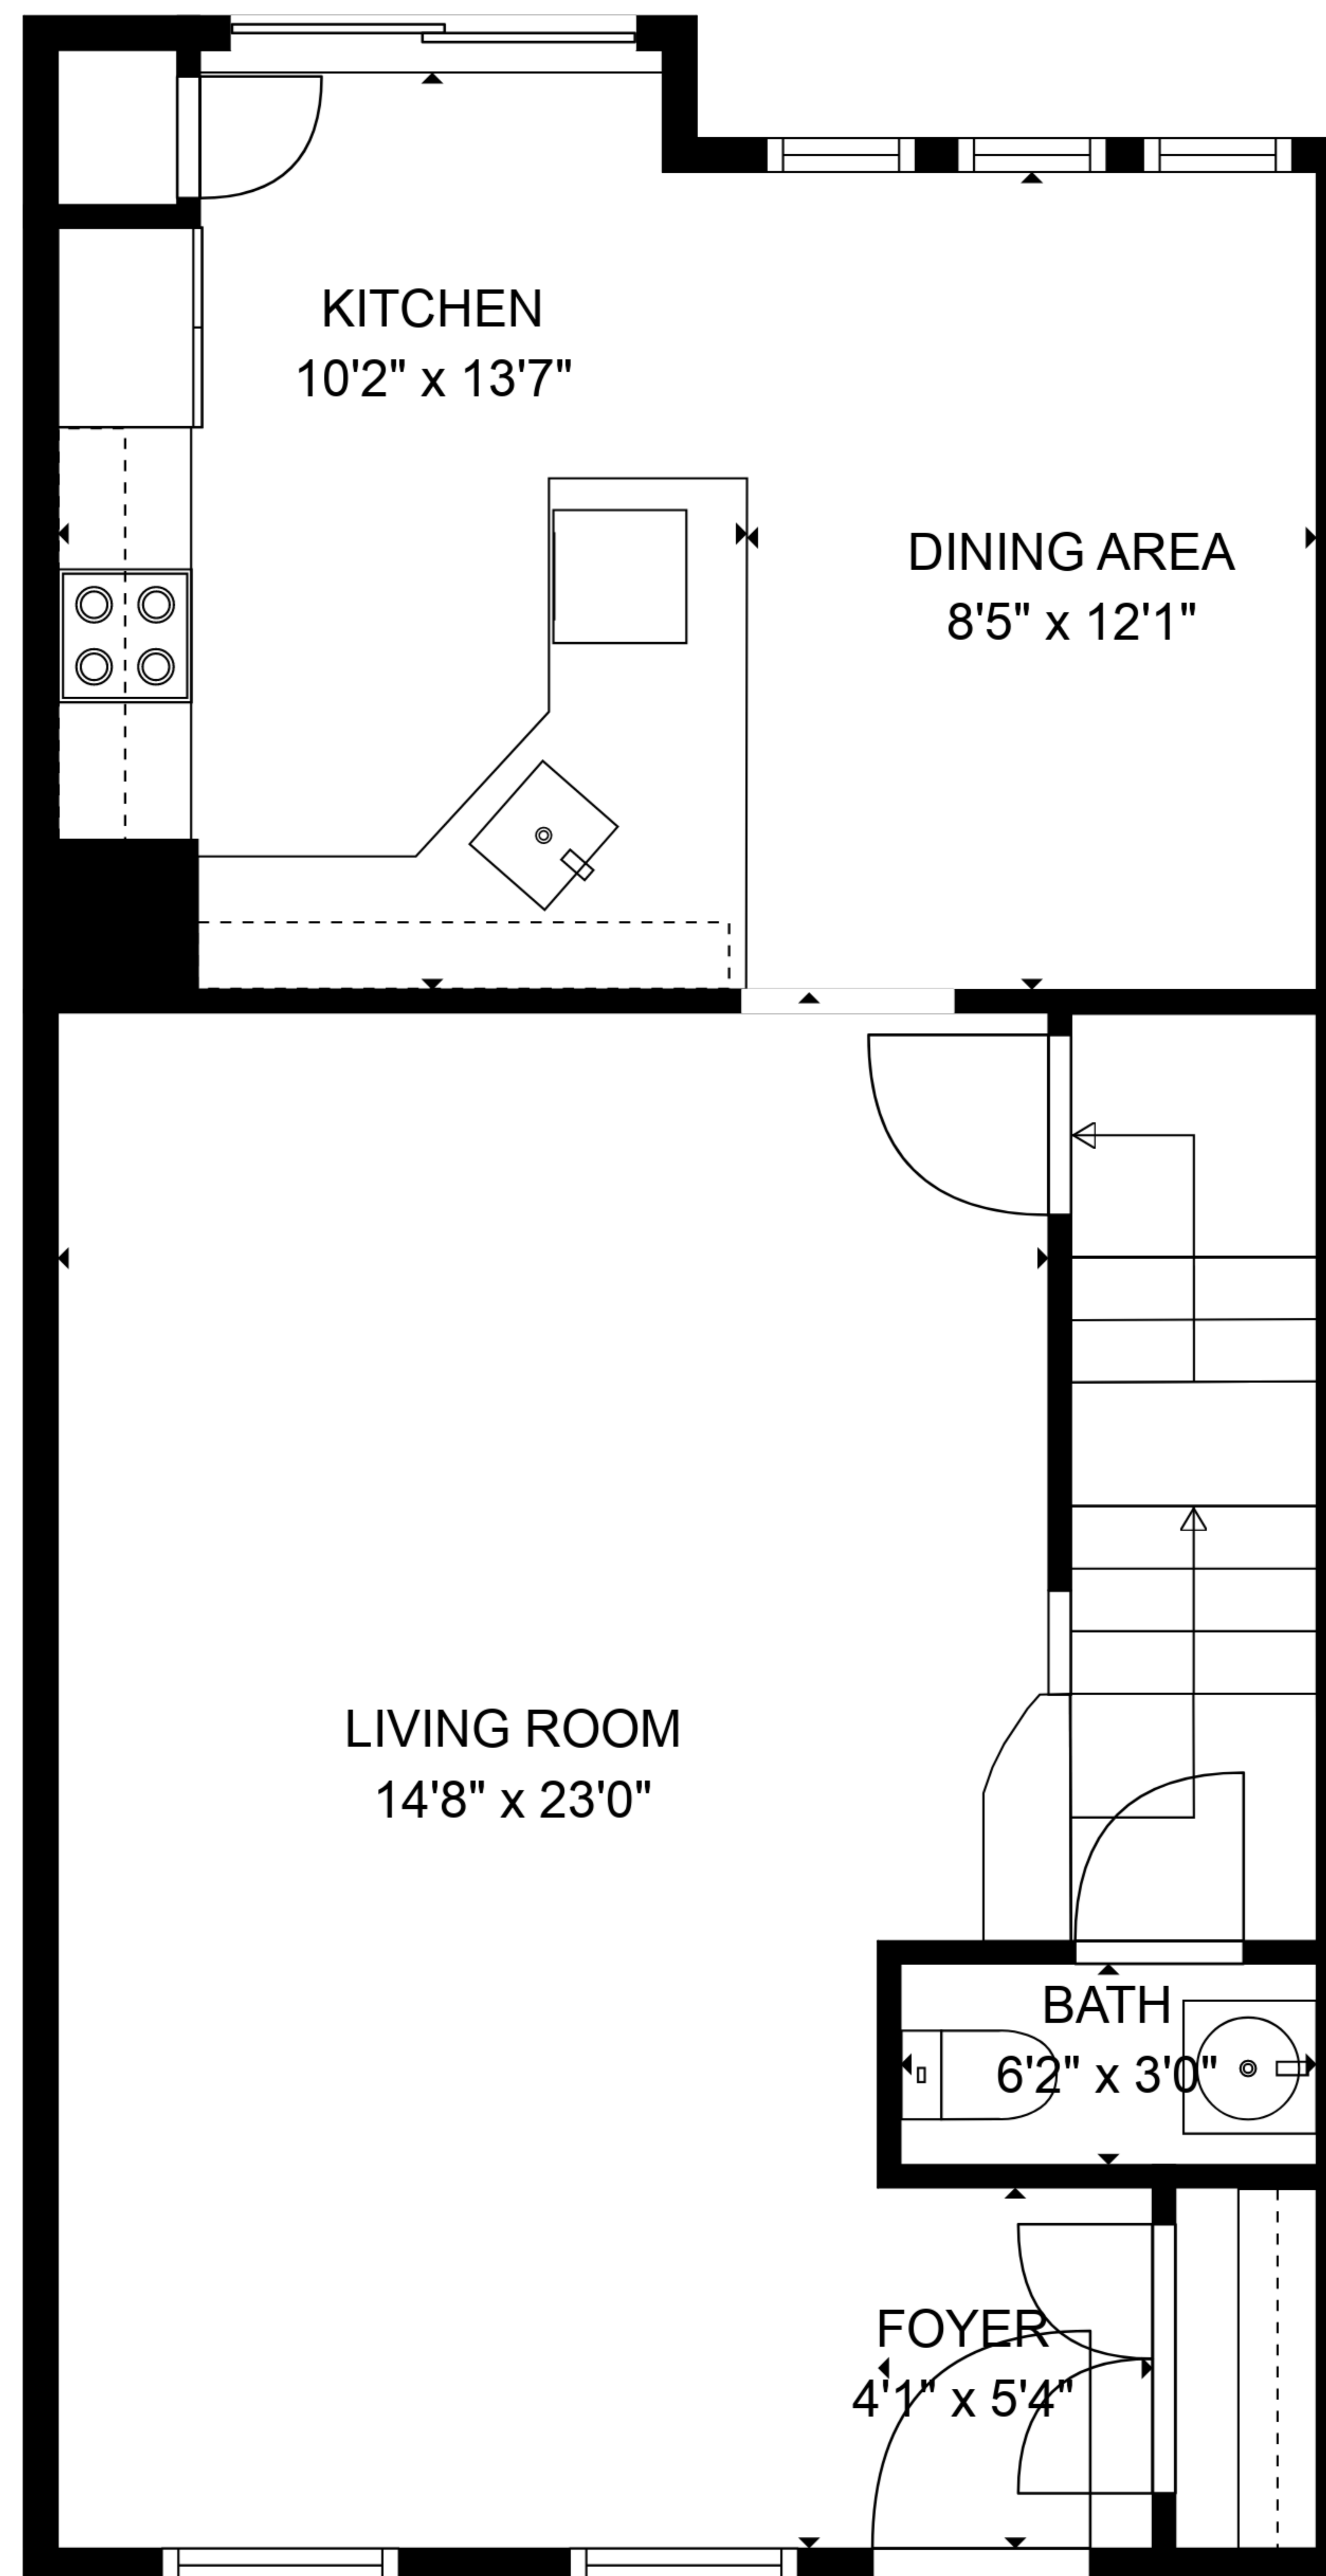 KITCHEN
10'2" x 13'7"
DINING AREA
8'5" x 12'1"
LIVING ROOM
14'8" x 23'0"
BATH
6'2" x 3'0"
FOYER
4'1" x 5'4"